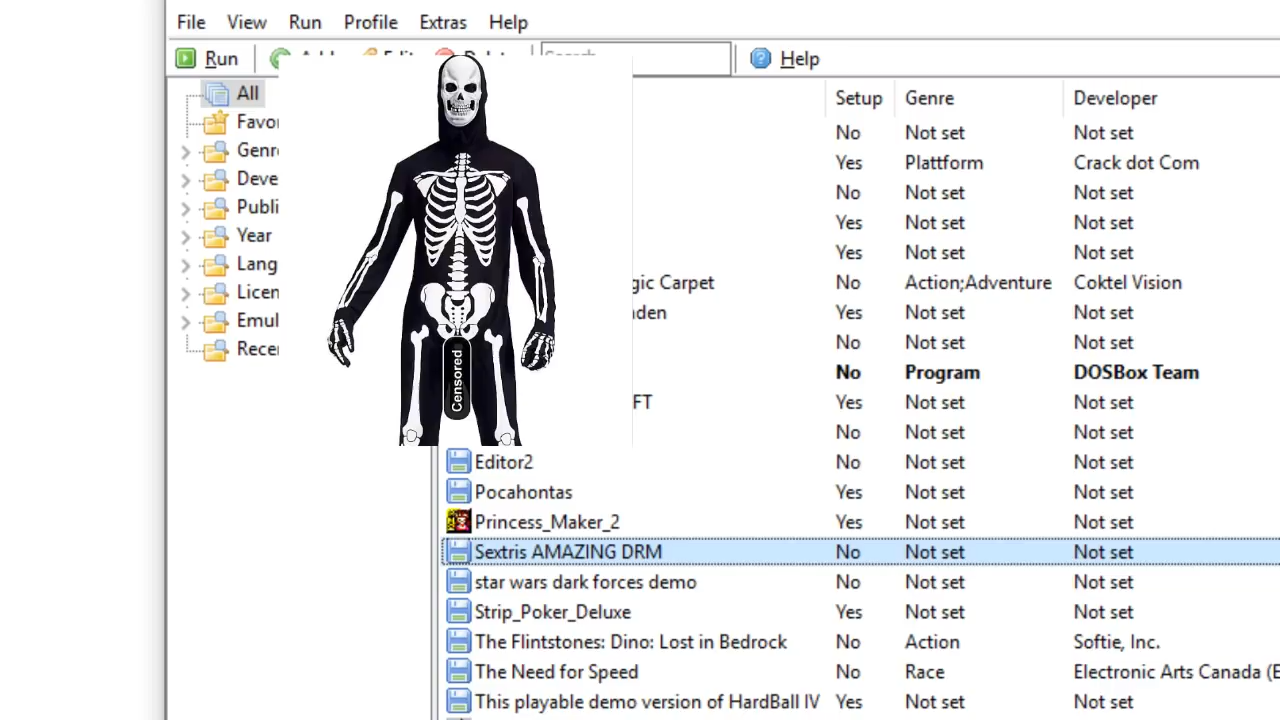 File View Run Profile Extras Help
Run Search Help
All
Setup Genre Developer
No Not set Not set
Favo
Yes Plattform Crack dot Com
Genr
No Not set Not set
Deve
Publi
Yes Not set Not set
Year
Yes Not set Not set
Lang
gic Carpet No Action;Adventure Coktel Vision
Licen
nden Yes Not set Not set
Emul
No Not set Not set
Rece
No Program DOSBox Team
Censored
FT Yes Not set Not set
No Not set Not set
Editor2 No Not set Not set
Pocahontas Yes Not set Not set
Princess_Maker_2 Yes Not set Not set
Sextris AMAZING DRM No Not set Not set
star wars dark forces demo No Not set Not set
Strip_Poker_Deluxe Yes Not set Not set
The Flintstones: Dino: Lost in Bedrock No Action Softie, Inc.
The Need for Speed No Race Electronic Arts Canada (E
This playable demo version of HardBall IV Yes Not set Not set